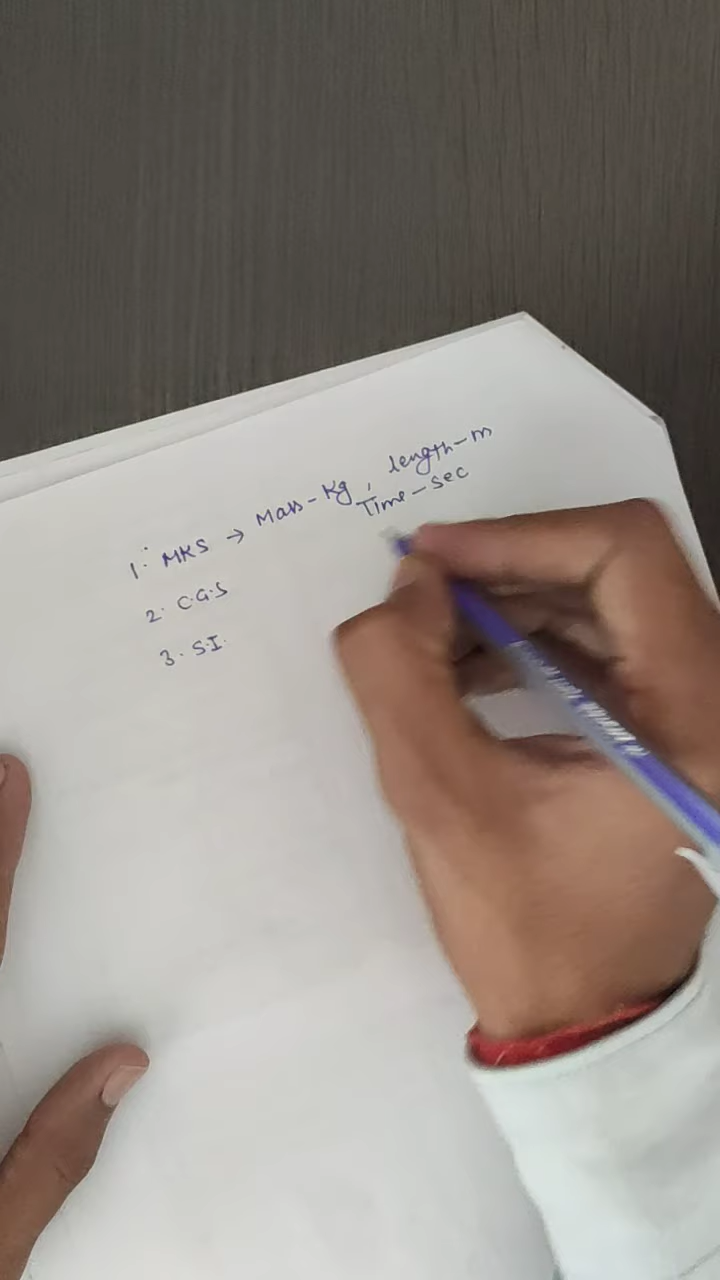 1. MKS → Mass - Kg, length - m
Time - sec
2. C.G.S
3. S.I.